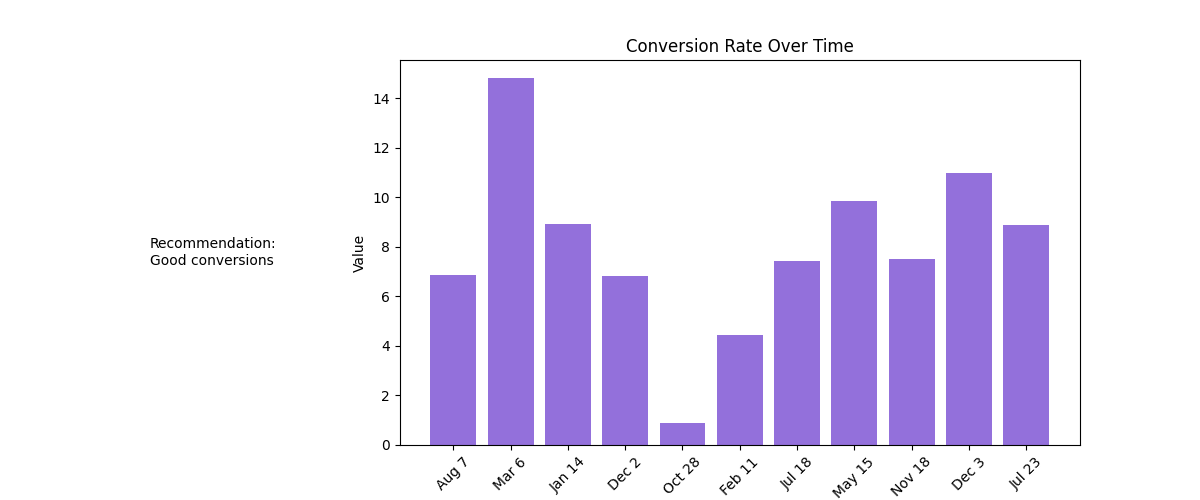 Conversion Rate Over Time
Recommendation:
Good conversions
Value
14
12
10
8
6
4
2
0
Aug 7
Mar 6
Jan 14
Dec 2
Oct 28
Feb 11
Jul 18
May 15
Nov 18
Dec 3
Jul 23